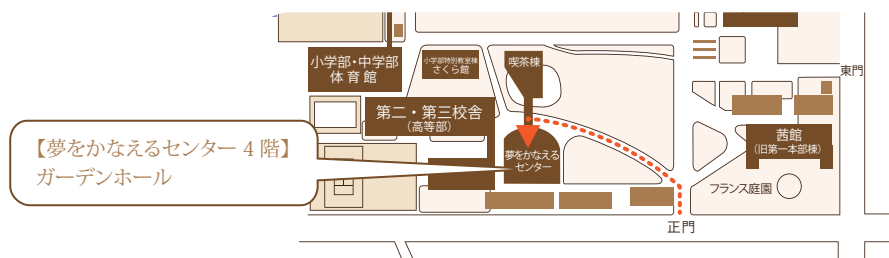 小学部・中学部
体育館
小学部特別教室棟
さくら館
喫茶棟
東門
第二・第三校舎
（高等部）
茜館
（旧第一本部棟）
【夢をかなえるセンター 4 階】
ガーデンホール
夢をかなえる
センター
フランス庭園
正門